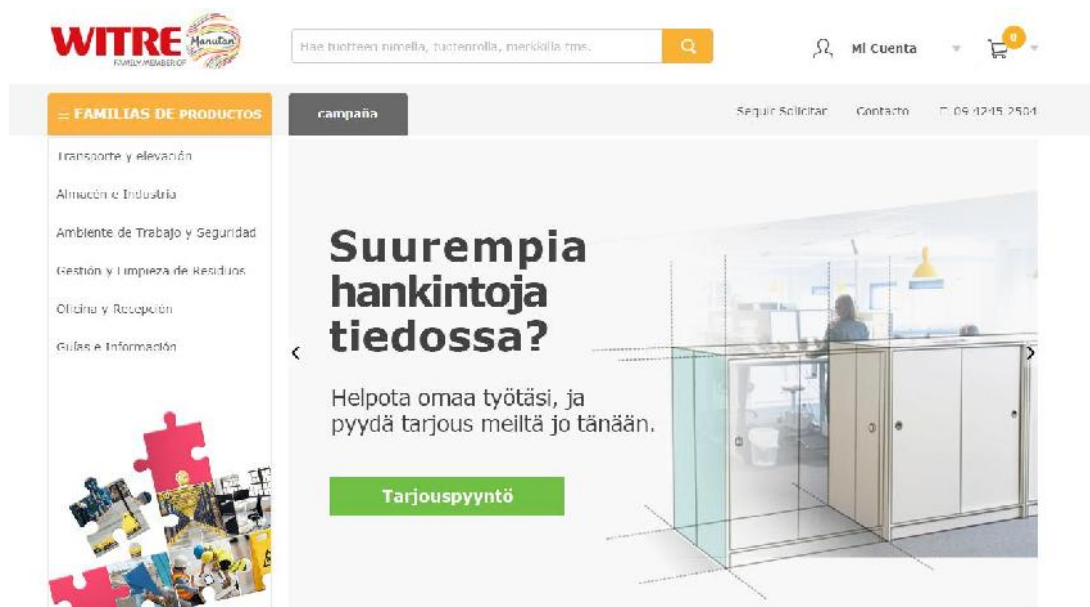 WITRE
Manutan
FAMILY MEMBER OF
Hae tuotteen nimellä, tuotenrolla, merkkilla tms.
Mi Cuenta
0
FAMILIAS DE PRODUCTOS
campaña
Seguir Solicitar
Contacto
09 4245 2504
Transporte y elevación
Almacén e Industria
Ambiente de Trabajo y Seguridad
Gestión y Limpieza de Residuos
Oficina y Recepción
Guías e Información
Suurempia
hankintoja
tiedossa?
Helpota omaa työtäsi, ja
pyydä tarjous meiltä jo tänään.
Tarjouspyyntö